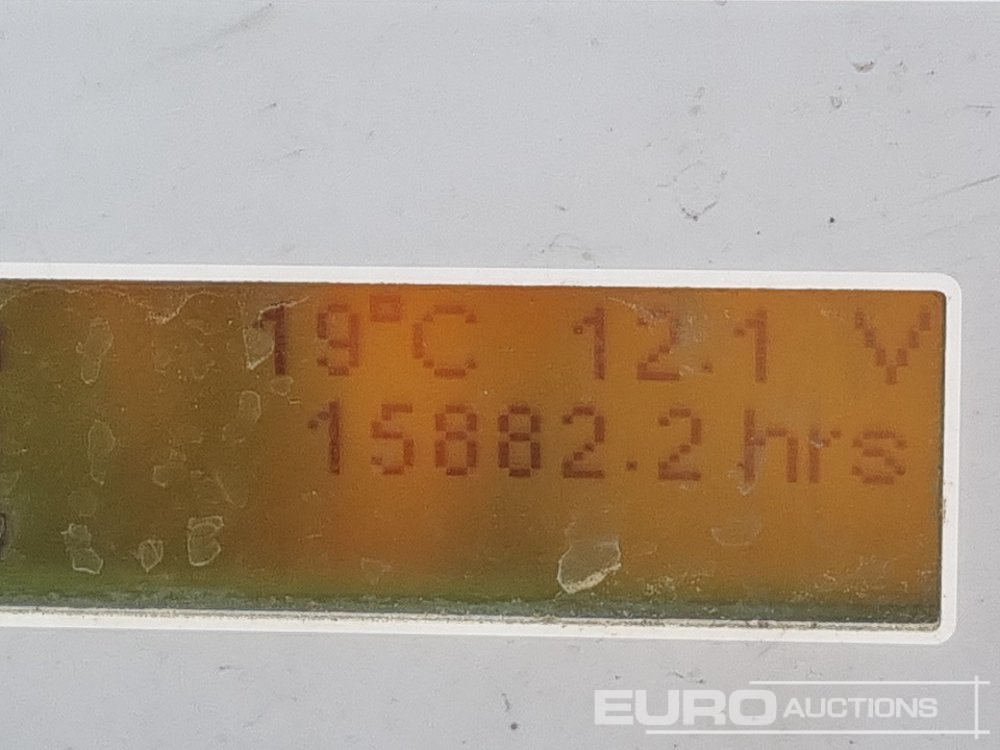 19°C 12.1 V
15882.2 hrs
EURO AUCTIONS